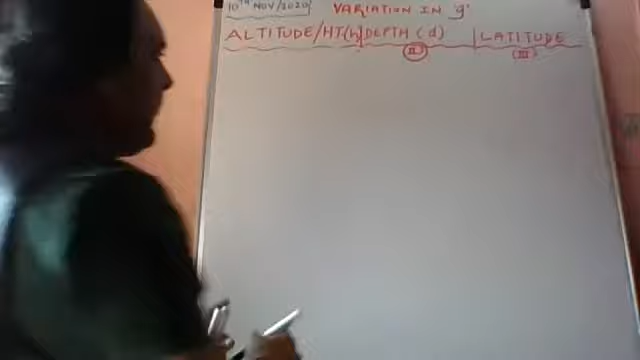 10TH NOV/2020 VARIATION IN 'g'
ALTITUDE/HT(h) DEPTH (d) LATITUDE
II III